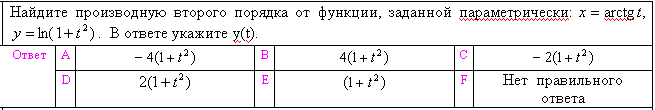 Найдите производную второго порядка от функции, заданной параметрически: x = arctg t,
y = ln(1+t²). В ответе укажите y(t).
Ответ A −4(1+t²) B 4(1+t²) C −2(1+t²)
D 2(1+t²) E (1+t²) F Нет правильного
ответа